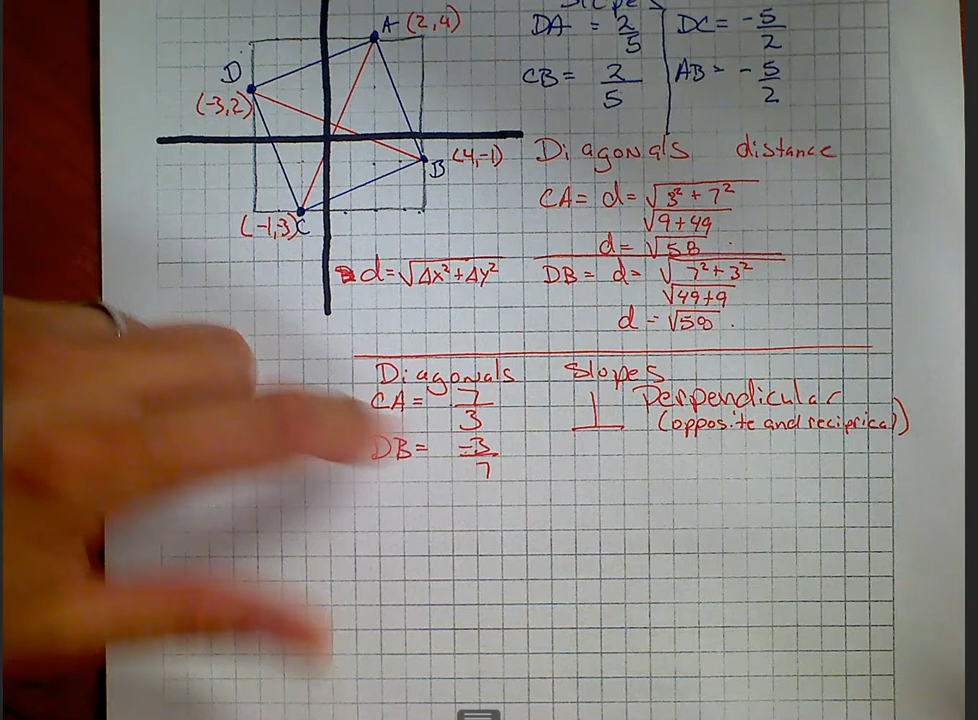 Slopes
A (2,4)
DA = 2/5
DC = -5/2
D
(-3,2)
CB = 2/5
AB = -5/2
B (4,-1)
Diagonals distance
CA = d = √3²+7²
√9+49
(-1,3)C
d = √58
d = √Δx²+Δy²
DB = d = √7²+3²
√49+9
d = √58
Diagonals Slopes
CA = 7/3
⊥ Perpendicular
(opposite and reciprical)
DB = -3/7